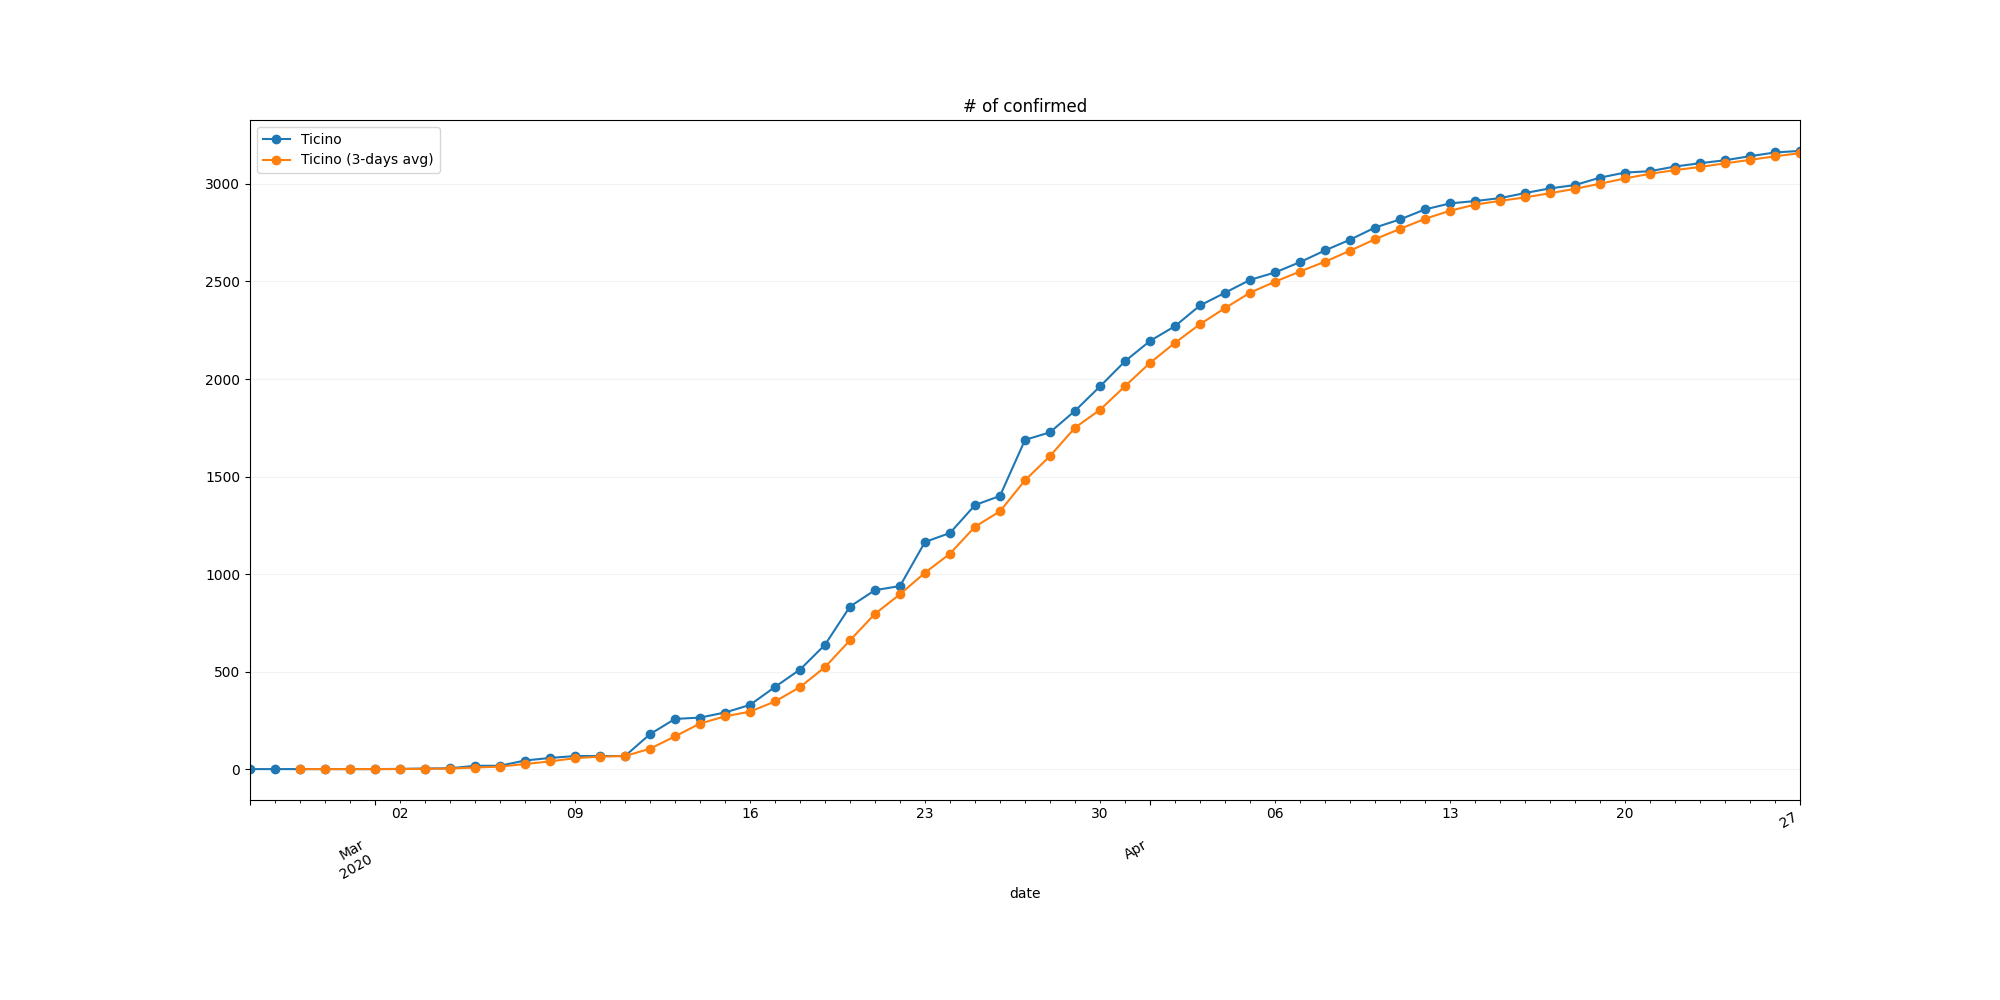 # of confirmed
Ticino
Ticino (3-days avg)
3000
2500
2000
1500
1000
500
0
02 09 16 23 30 06 13 20 27
Mar Apr
2020
date